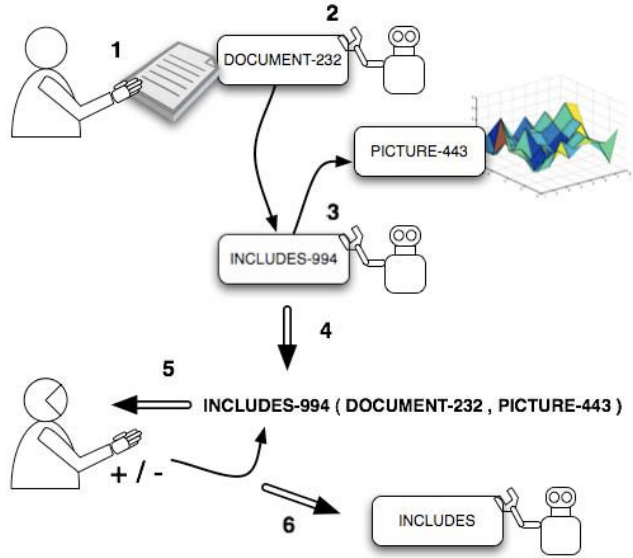 2
1
DOCUMENT-232
PICTURE-443
3
INCLUDES-994
4
5
INCLUDES-994 ( DOCUMENT-232 , PICTURE-443 )
+ / -
6
INCLUDES